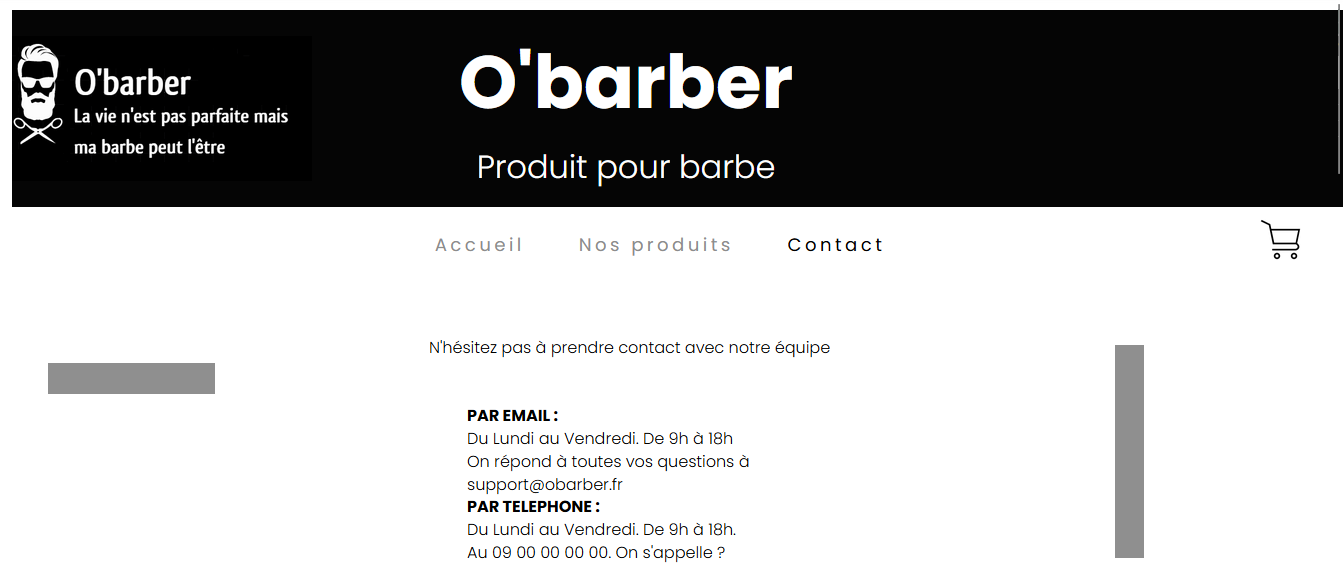 O'barber
La vie n'est pas parfaite mais
ma barbe peut l'être
O'barber
Produit pour barbe
Accueil
Nos produits
Contact
N'hésitez pas à prendre contact avec notre équipe
PAR EMAIL :
Du Lundi au Vendredi. De 9h à 18h
On répond à toutes vos questions à
support@obarber.fr
PAR TELEPHONE :
Du Lundi au Vendredi. De 9h à 18h.
Au 09 00 00 00 00. On s'appelle ?